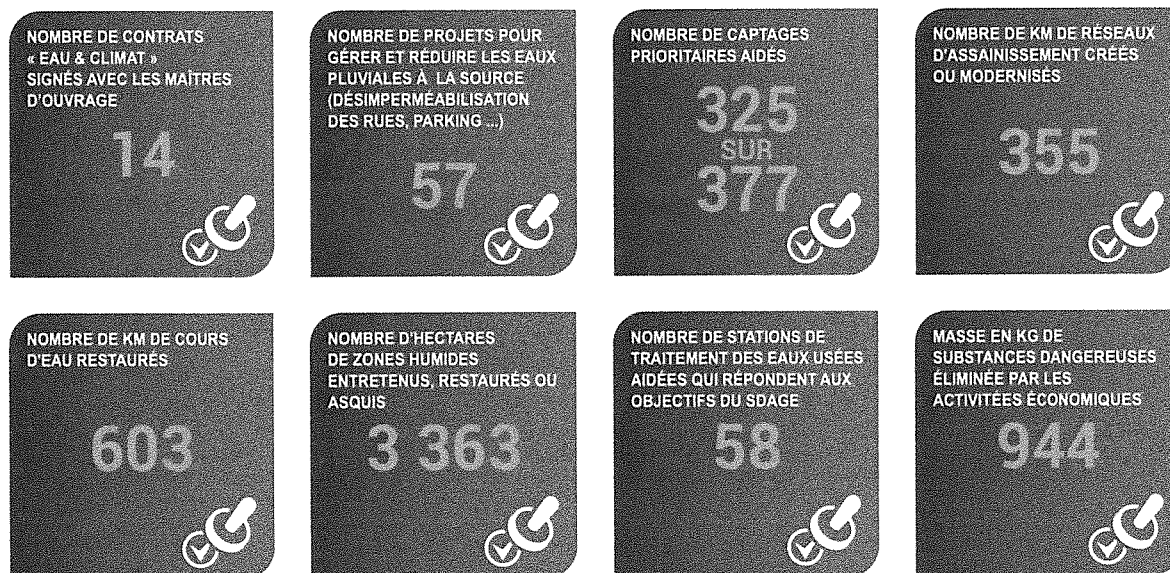 NOMBRE DE CONTRATS
« EAU & CLIMAT »
SIGNÉS AVEC LES MAÎTRES
D'OUVRAGE
14
NOMBRE DE PROJETS POUR
GÉRER ET RÉDUIRE LES EAUX
PLUVIALES À LA SOURCE
(DÉSIMPERMÉABILISATION
DES RUES, PARKING ...)
57
NOMBRE DE CAPTAGES
PRIORITAIRES AIDÉS
325
SUR
377
NOMBRE DE KM DE RÉSEAUX
D'ASSAINISSEMENT CRÉÉS
OU MODERNISÉS
355
NOMBRE DE KM DE COURS
D'EAU RESTAURÉS
603
NOMBRE D'HECTARES
DE ZONES HUMIDES
ENTRETENUS, RESTAURÉS OU
ASQUIS
3 363
NOMBRE DE STATIONS DE
TRAITEMENT DES EAUX USÉES
AIDÉES QUI RÉPONDENT AUX
OBJECTIFS DU SDAGE
58
MASSE EN KG DE
SUBSTANCES DANGEREUSES
ÉLIMINÉE PAR LES
ACTIVITÉES ÉCONOMIQUES
944